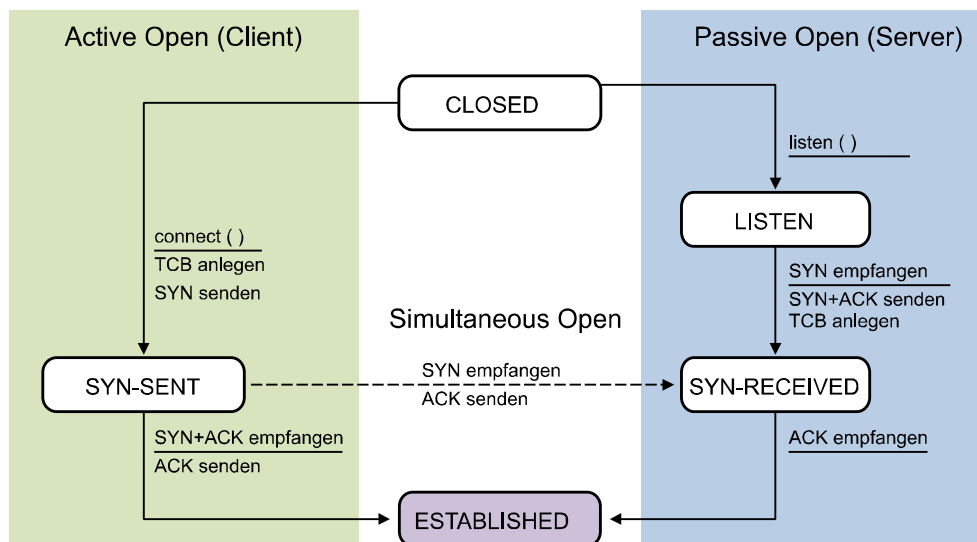 Active Open (Client)
Passive Open (Server)
CLOSED
listen ( )
LISTEN
connect ( )
TCB anlegen
SYN senden
SYN empfangen
SYN+ACK senden
TCB anlegen
Simultaneous Open
SYN-SENT
SYN empfangen
ACK senden
SYN-RECEIVED
SYN+ACK empfangen
ACK senden
ACK empfangen
ESTABLISHED